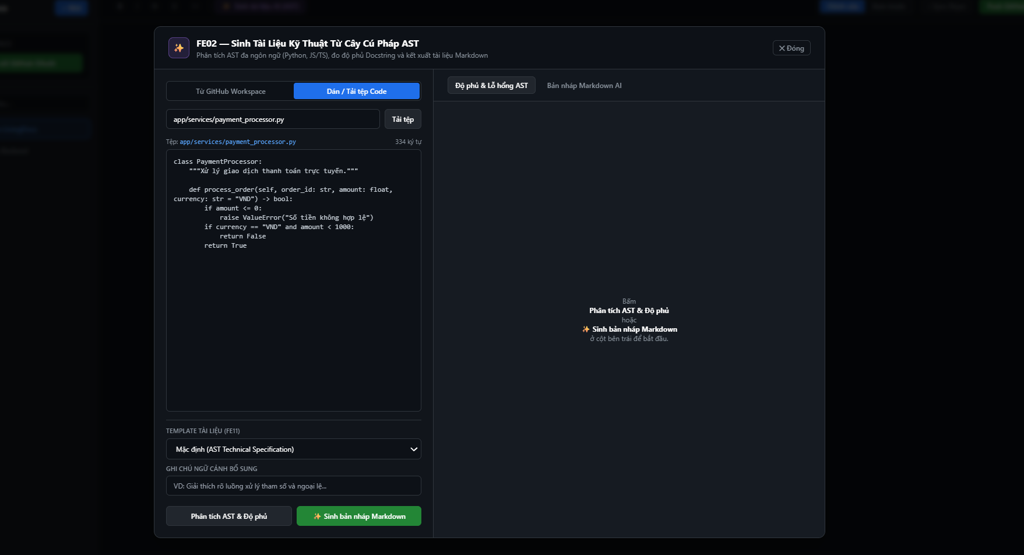 FE02 — Sinh Tài Liệu Kỹ Thuật Từ Cây Cú Pháp AST
Phân tích AST đa ngôn ngữ (Python, JS/TS), đo độ phủ Docstring và kết xuất tài liệu Markdown
✕ Đóng
Từ GitHub Workspace
Dán / Tải tệp Code
app/services/payment_processor.py
Tải tệp
Tệp: app/services/payment_processor.py
334 ký tự
class PaymentProcessor:
    """Xử lý giao dịch thanh toán trực tuyến."""
    def process_order(self, order_id: str, amount: float,
currency: str = "VND") -> bool:
        if amount <= 0:
            raise ValueError("Số tiền không hợp lệ")
        if currency == "VND" and amount < 1000:
            return False
        return True
TEMPLATE TÀI LIỆU (FE11)
Mặc định (AST Technical Specification)
GHI CHÚ NGỮ CẢNH BỔ SUNG
VD: Giải thích rõ luồng xử lý tham số và ngoại lệ...
Phân tích AST & Độ phủ
✨ Sinh bản nháp Markdown
Độ phủ & Lỗ hổng AST
Bản nháp Markdown AI
Bấm
Phân tích AST & Độ phủ
hoặc
✨ Sinh bản nháp Markdown
ở cột bên trái để bắt đầu.